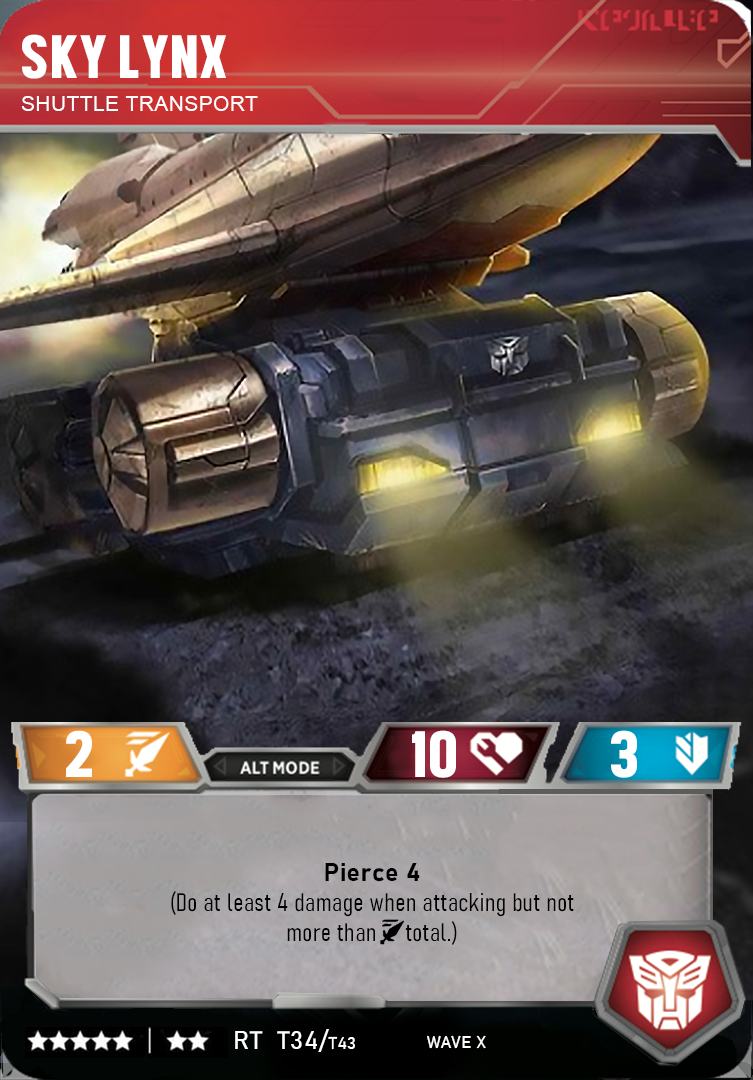 SKY LYNX
SHUTTLE TRANSPORT
2
ALT MODE
10
3
Pierce 4
(Do at least 4 damage when attacking but not
more than total.)
★★★★★ | ★★ RT T34/T43 WAVE X